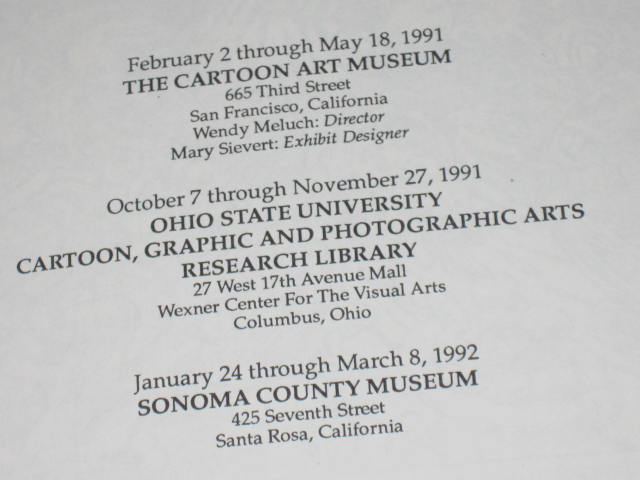 February 2 through May 18, 1991
THE CARTOON ART MUSEUM
665 Third Street
San Francisco, California
Wendy Meluch: Director
Mary Sievert: Exhibit Designer
October 7 through November 27, 1991
OHIO STATE UNIVERSITY
CARTOON, GRAPHIC AND PHOTOGRAPHIC ARTS
RESEARCH LIBRARY
27 West 17th Avenue Mall
Wexner Center For The Visual Arts
Columbus, Ohio
January 24 through March 8, 1992
SONOMA COUNTY MUSEUM
425 Seventh Street
Santa Rosa, California